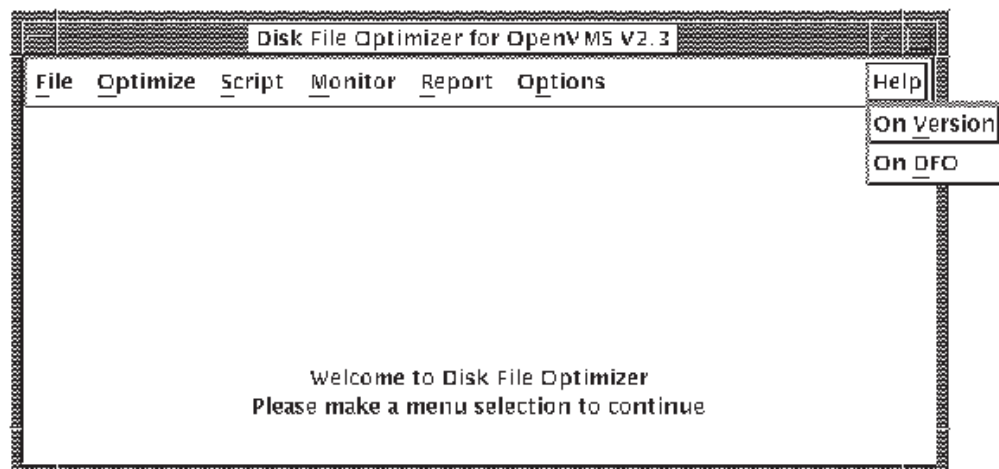 Disk File Optimizer for OpenVMS V2.3
File Optimize Script Monitor Report Options Help
On Version
On DFO
Welcome to Disk File Optimizer
Please make a menu selection to continue